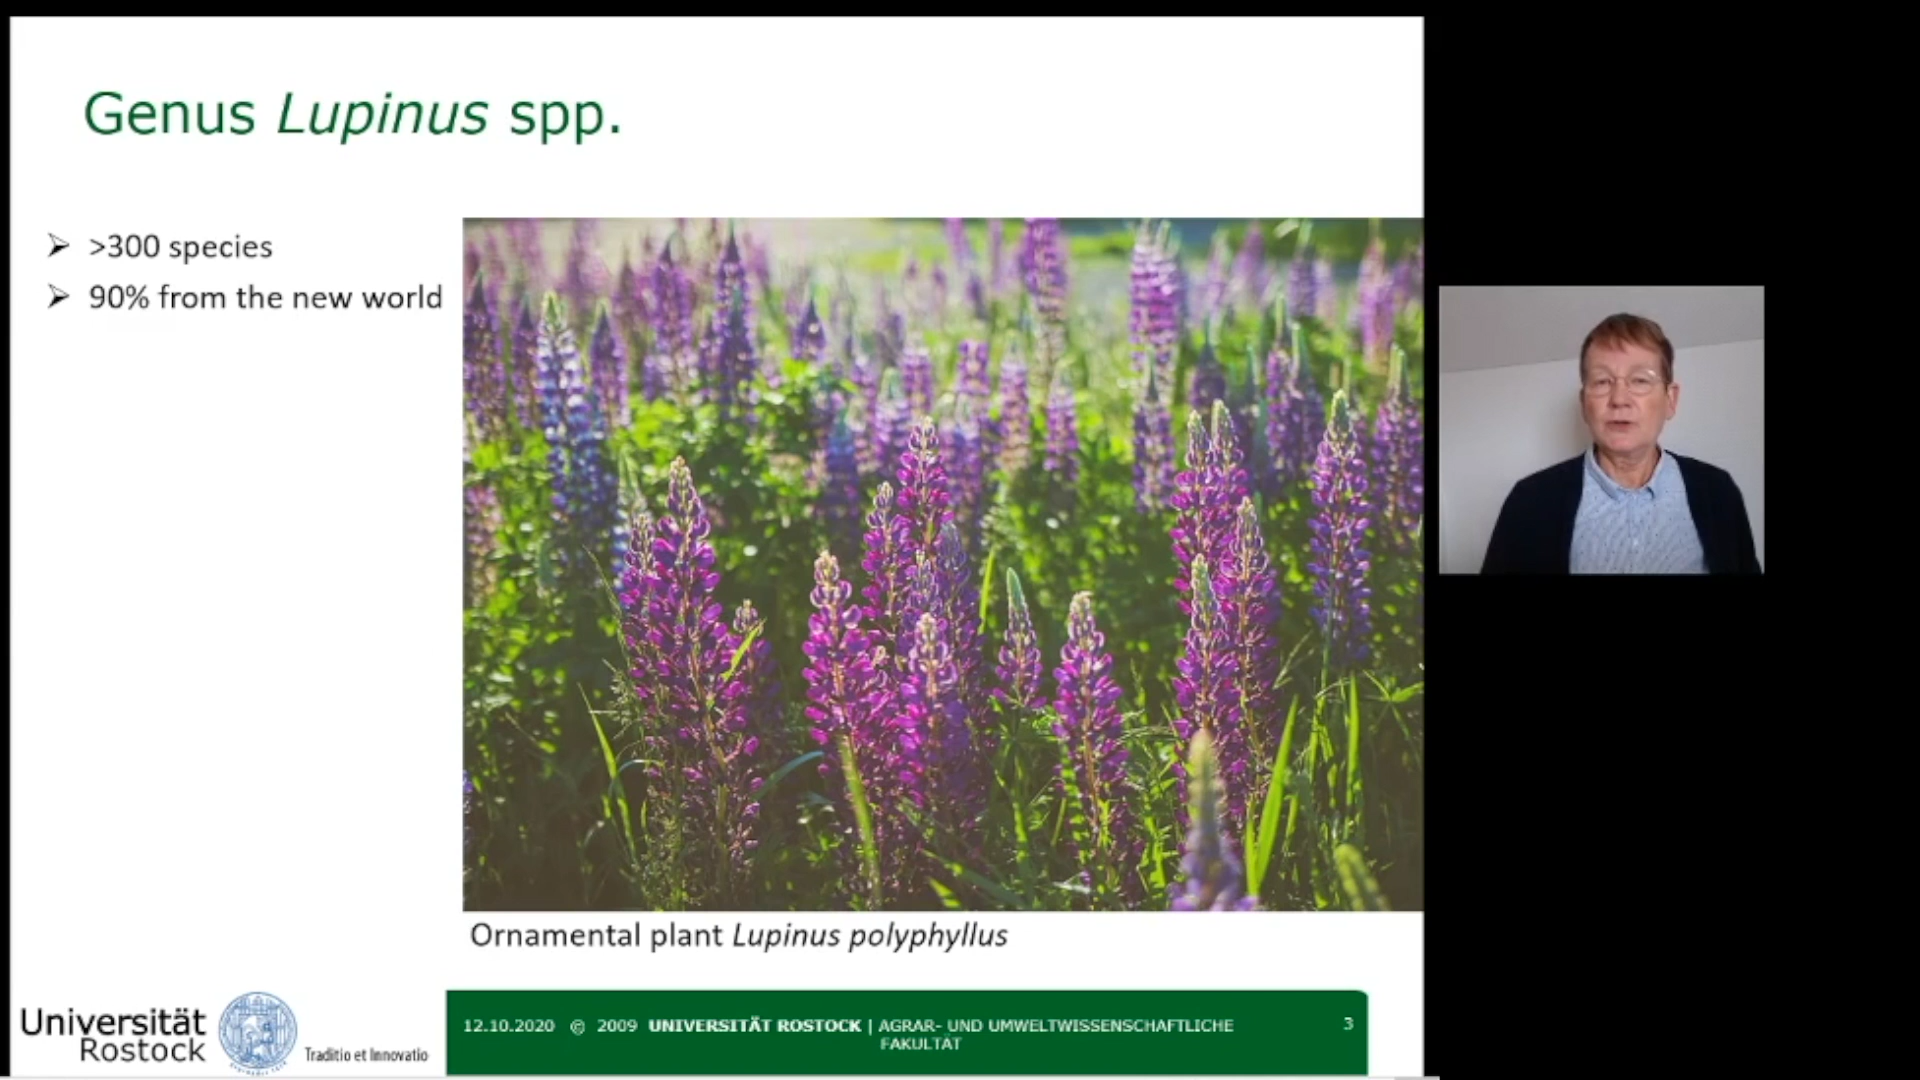 Genus Lupinus spp.
>300 species
90% from the new world
Ornamental plant Lupinus polyphyllus
Universität
Rostock
Traditio et Innovatio
12.10.2020 © 2009 UNIVERSITÄT ROSTOCK | AGRAR- UND UMWELTWISSENSCHAFTLICHE
FAKULTÄT
3